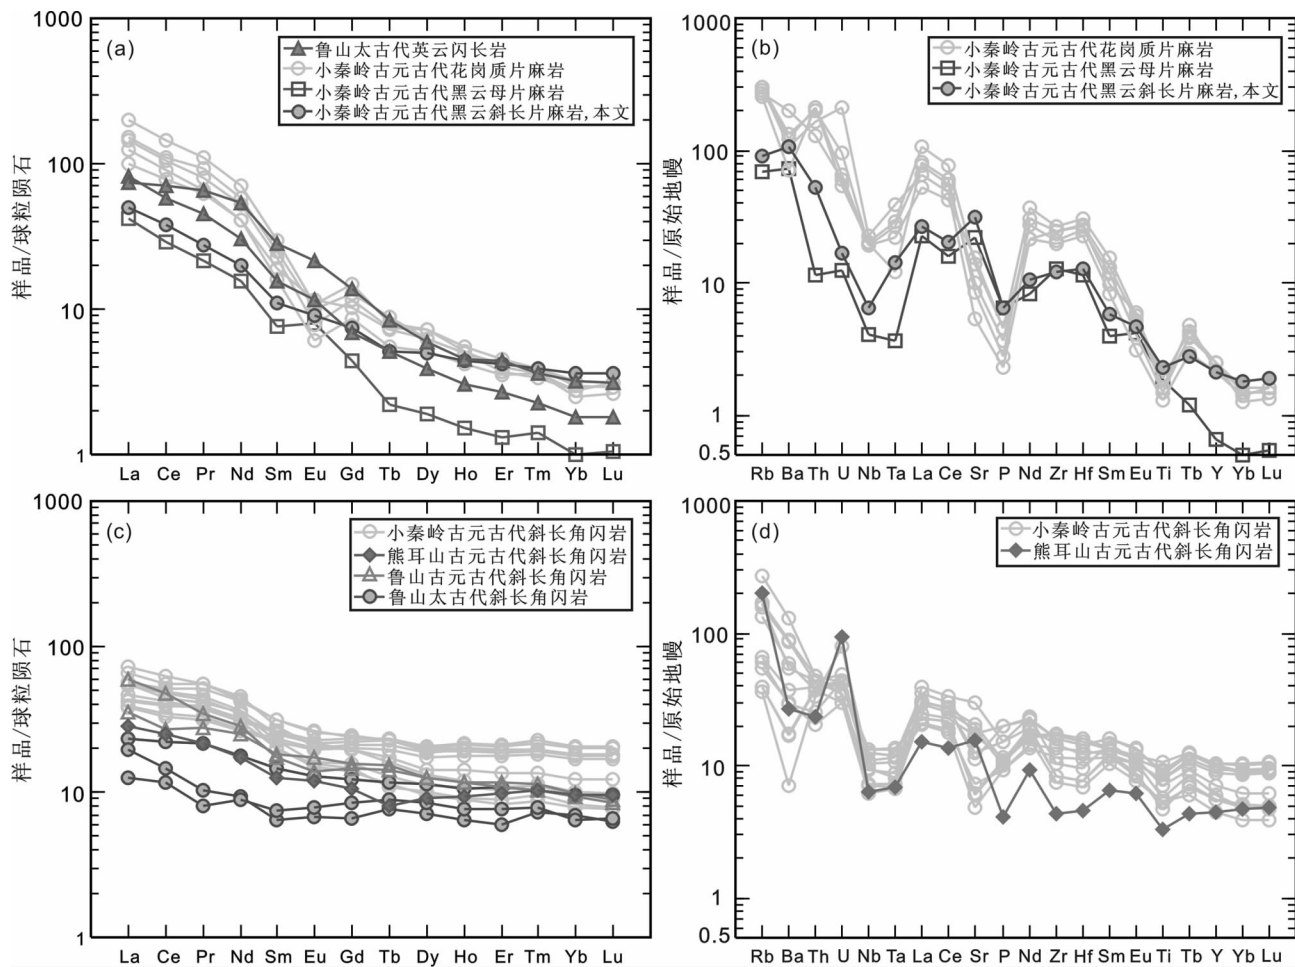 (a)
鲁山太古代英云闪长岩
小秦岭古元古代花岗质片麻岩
小秦岭古元古代黑云母片麻岩
小秦岭古元古代黑云斜长片麻岩,本文
1000
100
10
1
样品/球粒陨石
La Ce Pr Nd Sm Eu Gd Tb Dy Ho Er Tm Yb Lu
(b)
小秦岭古元古代花岗质片麻岩
小秦岭古元古代黑云母片麻岩
小秦岭古元古代黑云斜长片麻岩,本文
1000
100
10
1
0.5
样品/原始地幔
Rb Ba Th U Nb Ta La Ce Sr P Nd Zr Hf Sm Eu Ti Tb Y Yb Lu
(c)
小秦岭古元古代斜长角闪岩
熊耳山古元古代斜长角闪岩
鲁山古元古代斜长角闪岩
鲁山太古代斜长角闪岩
1000
100
10
1
样品/球粒陨石
La Ce Pr Nd Sm Eu Gd Tb Dy Ho Er Tm Yb Lu
(d)
小秦岭古元古代斜长角闪岩
熊耳山古元古代斜长角闪岩
1000
100
10
1
0.5
样品/原始地幔
Rb Ba Th U Nb Ta La Ce Sr P Nd Zr Hf Sm Eu Ti Tb Y Yb Lu